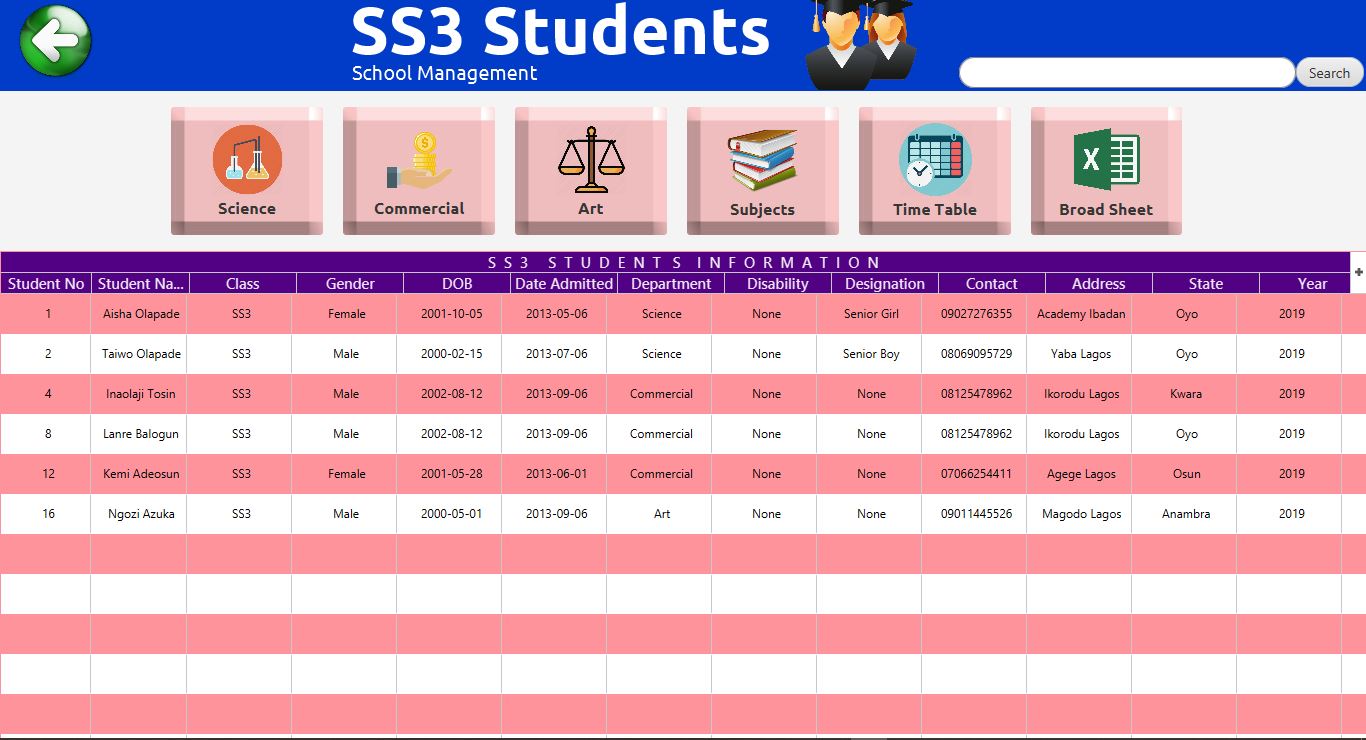 SS3 Students
School Management
Search
Science Commercial Art Subjects Time Table Broad Sheet
SS3 STUDENTS INFORMATION
Student No Student Na... Class Gender DOB Date Admitted Department Disability Designation Contact Address State Year
1 Aisha Olapade SS3 Female 2001-10-05 2013-05-06 Science None Senior Girl 09027276355 Academy Ibadan Oyo 2019
2 Taiwo Olapade SS3 Male 2000-02-15 2013-07-06 Science None Senior Boy 08069095729 Yaba Lagos Oyo 2019
4 Inaolaji Tosin SS3 Male 2002-08-12 2013-09-06 Commercial None None 08125478962 Ikorodu Lagos Kwara 2019
8 Lanre Balogun SS3 Male 2002-08-12 2013-09-06 Commercial None None 08125478962 Ikorodu Lagos Oyo 2019
12 Kemi Adeosun SS3 Female 2001-05-28 2013-06-01 Commercial None None 07066254411 Agege Lagos Osun 2019
16 Ngozi Azuka SS3 Male 2000-05-01 2013-09-06 Art None None 09011445526 Magodo Lagos Anambra 2019